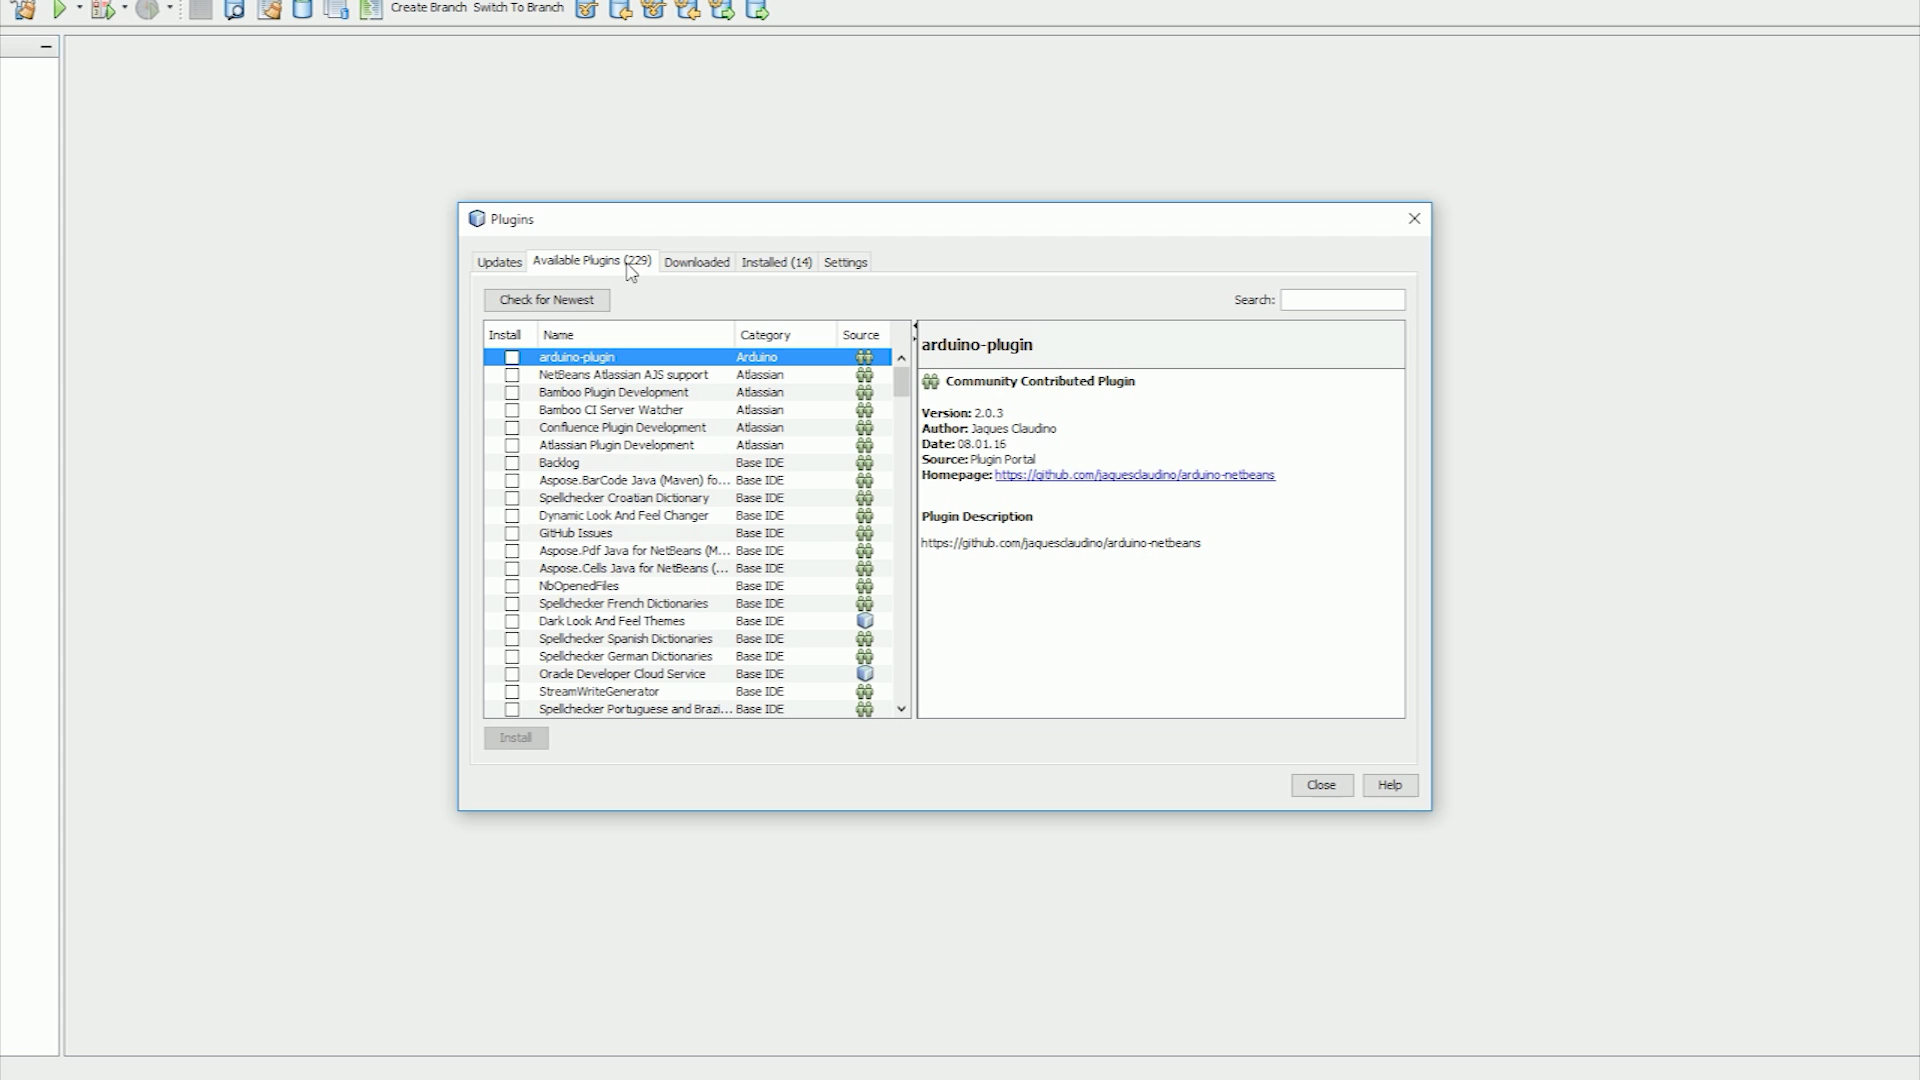 Create Branch Switch To Branch
Plugins
Updates Available Plugins (229) Downloaded Installed (14) Settings
Check for Newest Search:
Install Name Category Source
arduino-plugin Arduino
NetBeans Atlassian AJS support Atlassian
Bamboo Plugin Development Atlassian
Bamboo CI Server Watcher Atlassian
Confluence Plugin Development Atlassian
Atlassian Plugin Development Atlassian
Backlog Base IDE
Aspose.BarCode Java (Maven) fo... Base IDE
Spellchecker Croatian Dictionary Base IDE
Dynamic Look And Feel Changer Base IDE
GitHub Issues Base IDE
Aspose.Pdf Java for NetBeans (M... Base IDE
Aspose.Cells Java for NetBeans (... Base IDE
NbOpenedFiles Base IDE
Spellchecker French Dictionaries Base IDE
Dark Look And Feel Themes Base IDE
Spellchecker Spanish Dictionaries Base IDE
Spellchecker German Dictionaries Base IDE
Oracle Developer Cloud Service Base IDE
StreamWriteGenerator Base IDE
Spellchecker Portuguese and Brazi... Base IDE
arduino-plugin
Community Contributed Plugin
Version: 2.0.3
Author: Jaques Claudino
Date: 08.01.16
Source: Plugin Portal
Homepage: https://github.com/jaquesclaudino/arduino-netbeans
Plugin Description
https://github.com/jaquesclaudino/arduino-netbeans
Install
Close Help